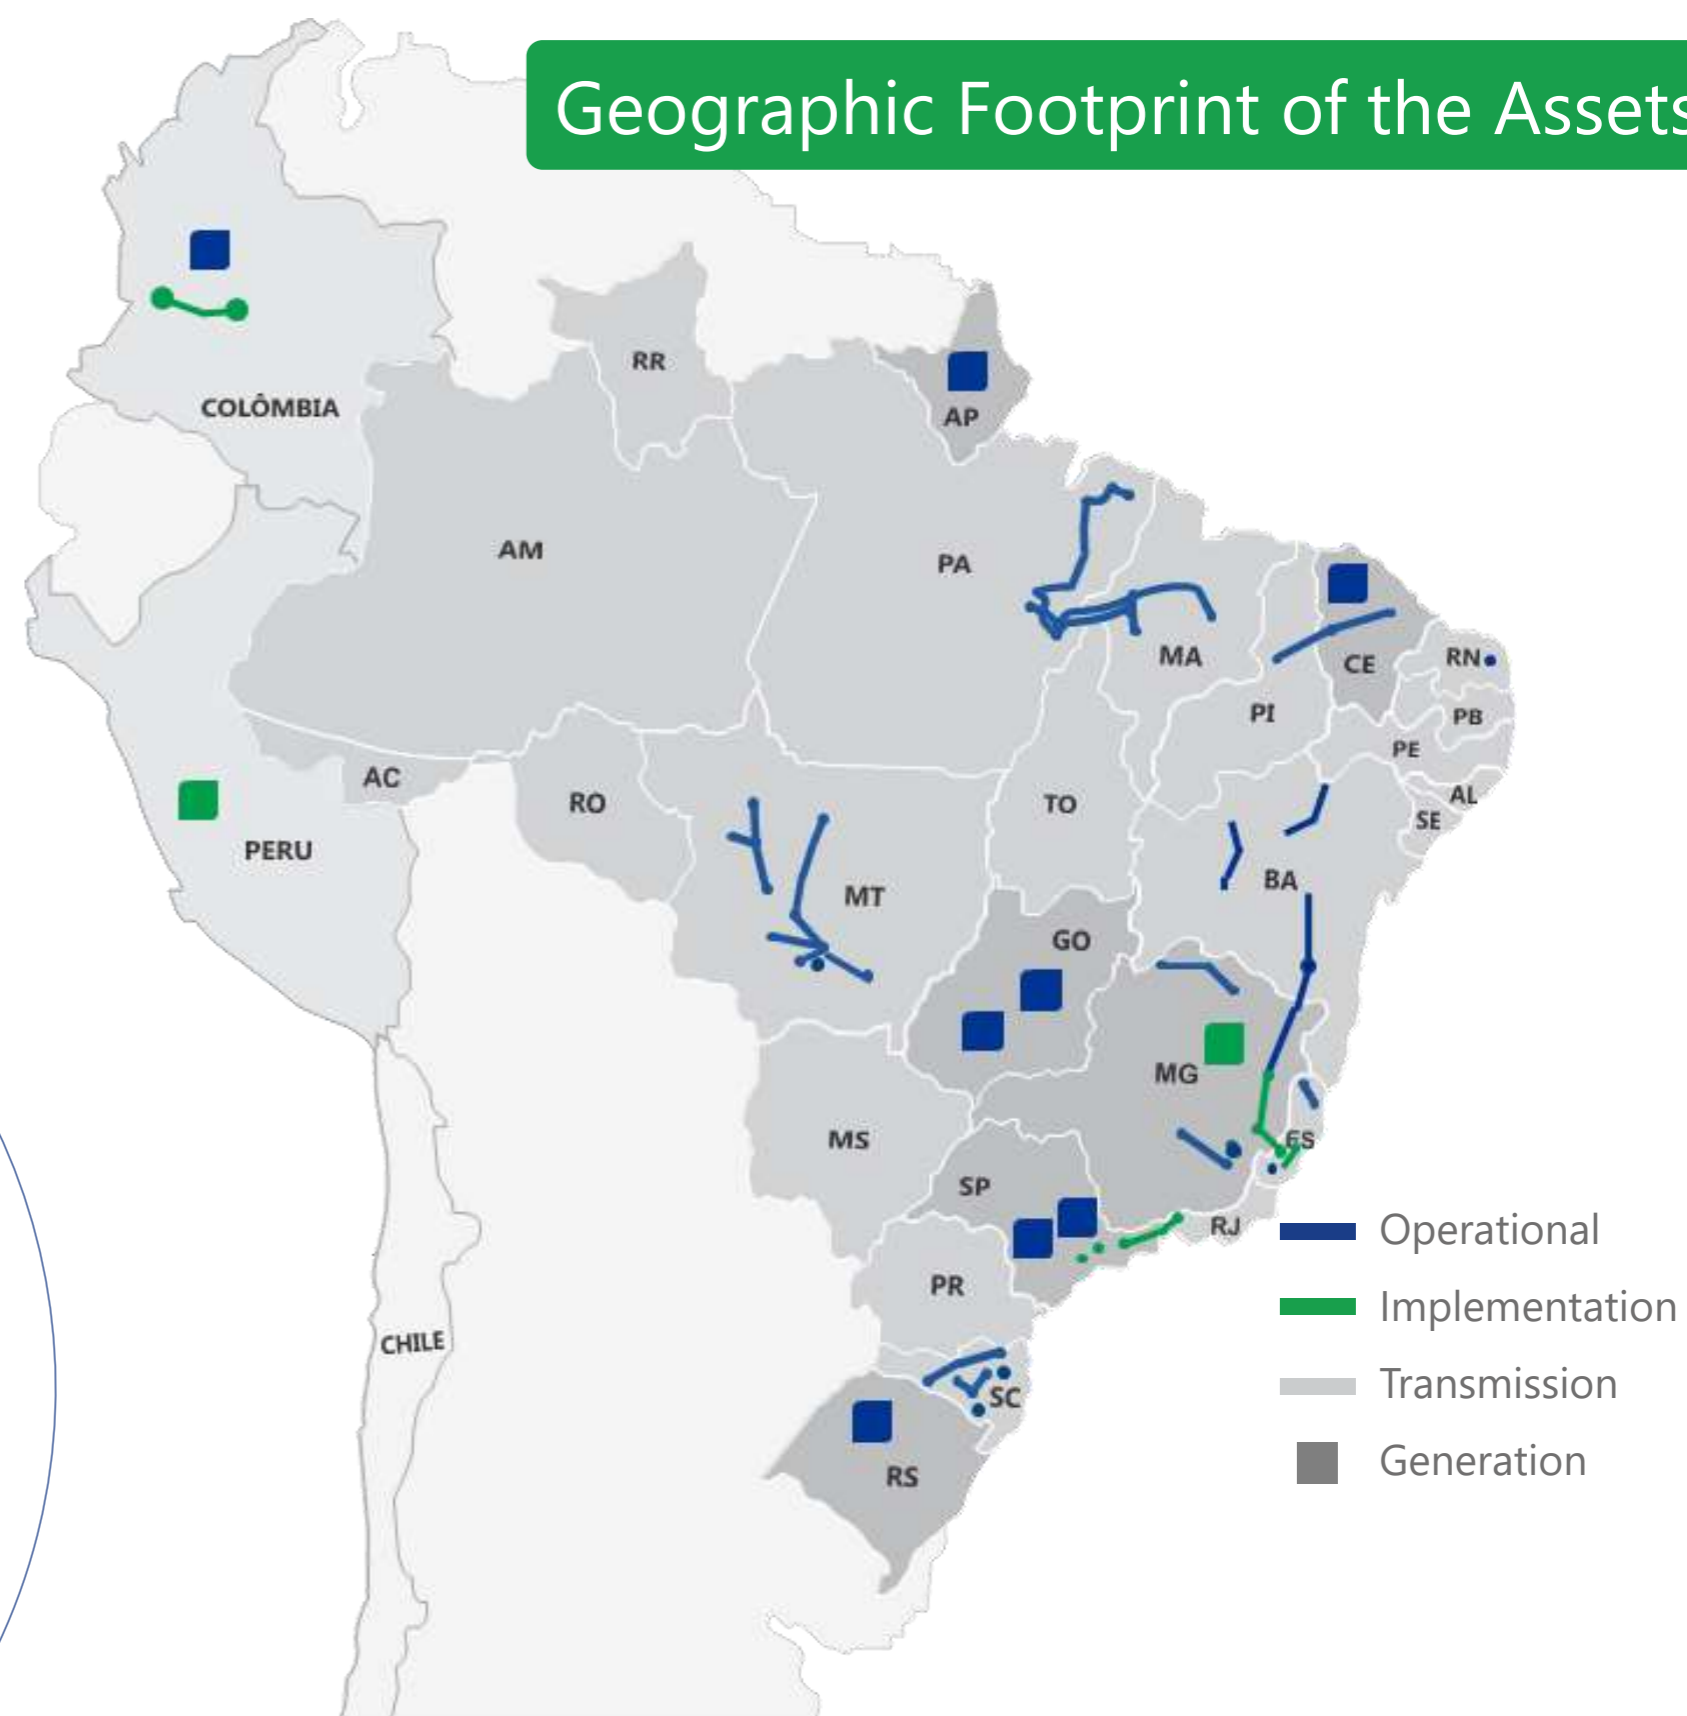 Geographic Footprint of the Assets
RR
AP
COLÔMBIA
AM
PA
MA
CE
RN
PI
PB
PE
AC
RO
TO
AL
SE
PERU
BA
MT
GO
MG
MS
ES
SP
RJ
Operational
PR
Implementation
CHILE
Transmission
SC
Generation
RS